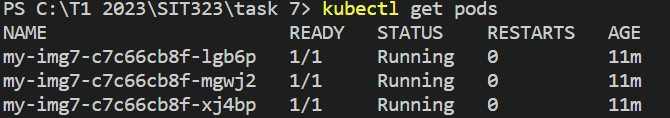 PS C:\T1 2023\SIT323\task 7> kubectl get pods
NAME READY STATUS RESTARTS AGE
my-img7-c7c66cb8f-lgb6p 1/1 Running 0 11m
my-img7-c7c66cb8f-mgwj2 1/1 Running 0 11m
my-img7-c7c66cb8f-xj4bp 1/1 Running 0 11m